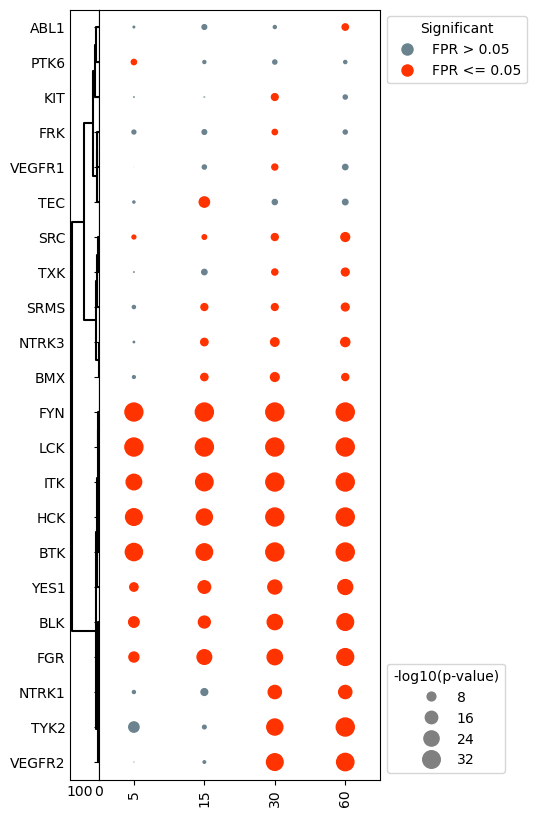 ABL1
PTK6
KIT
FRK
VEGFR1
TEC
SRC
TXK
SRMS
NTRK3
BMX
FYN
LCK
ITK
HCK
BTK
YES1
BLK
FGR
NTRK1
TYK2
VEGFR2
100 0
5
15
30
60
Significant
FPR > 0.05
FPR <= 0.05
-log10(p-value)
8
16
24
32